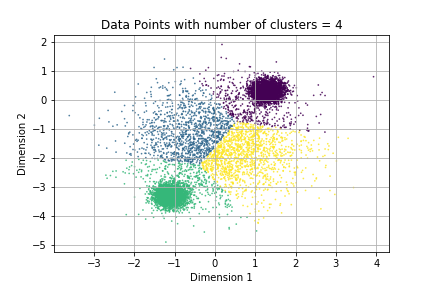 Data Points with number of clusters = 4
2
1
0
−1
−2
−3
−4
−5
Dimension 2
−3 −2 −1 0 1 2 3 4
Dimension 1